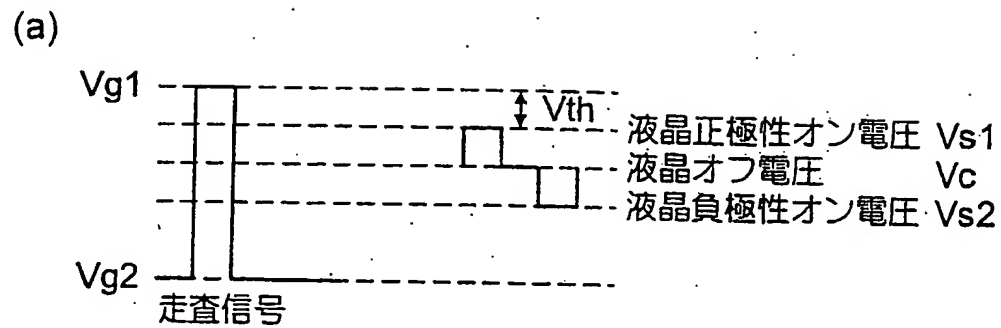 (a)
Vg1
Vth
液晶正極性オン電圧 Vs1
液晶オフ電圧 Vc
液晶負極性オン電圧 Vs2
Vg2
走査信号